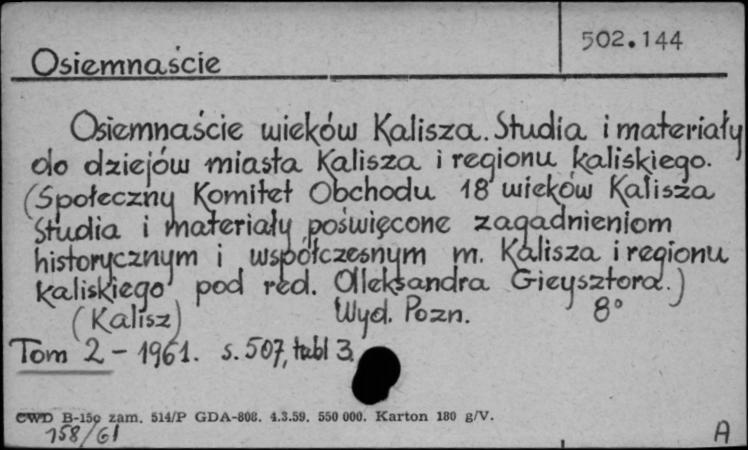 502.144
Osiemnaście
Osiemnaście wieków Kalisza. Studia i materiały
do dziejów miasta Kalisza i regionu kaliskiego.
(Społeczny Komitet Obchodu 18 wieków Kalisza
Studia i materiały poświęcone zagadnieniom
historycznym i współczesnym m. Kalisza i regionu
kaliskiego pod red. Aleksandra Gieysztora.)
(Kalisz) Wyd. Pozn. 8°
Tom 2 - 1961. s. 507, tabl 3.
CWD B-15c zam. 514/P GDA-808. 4.3.59. 550 000. Karton 180 g/V.
758/61 A